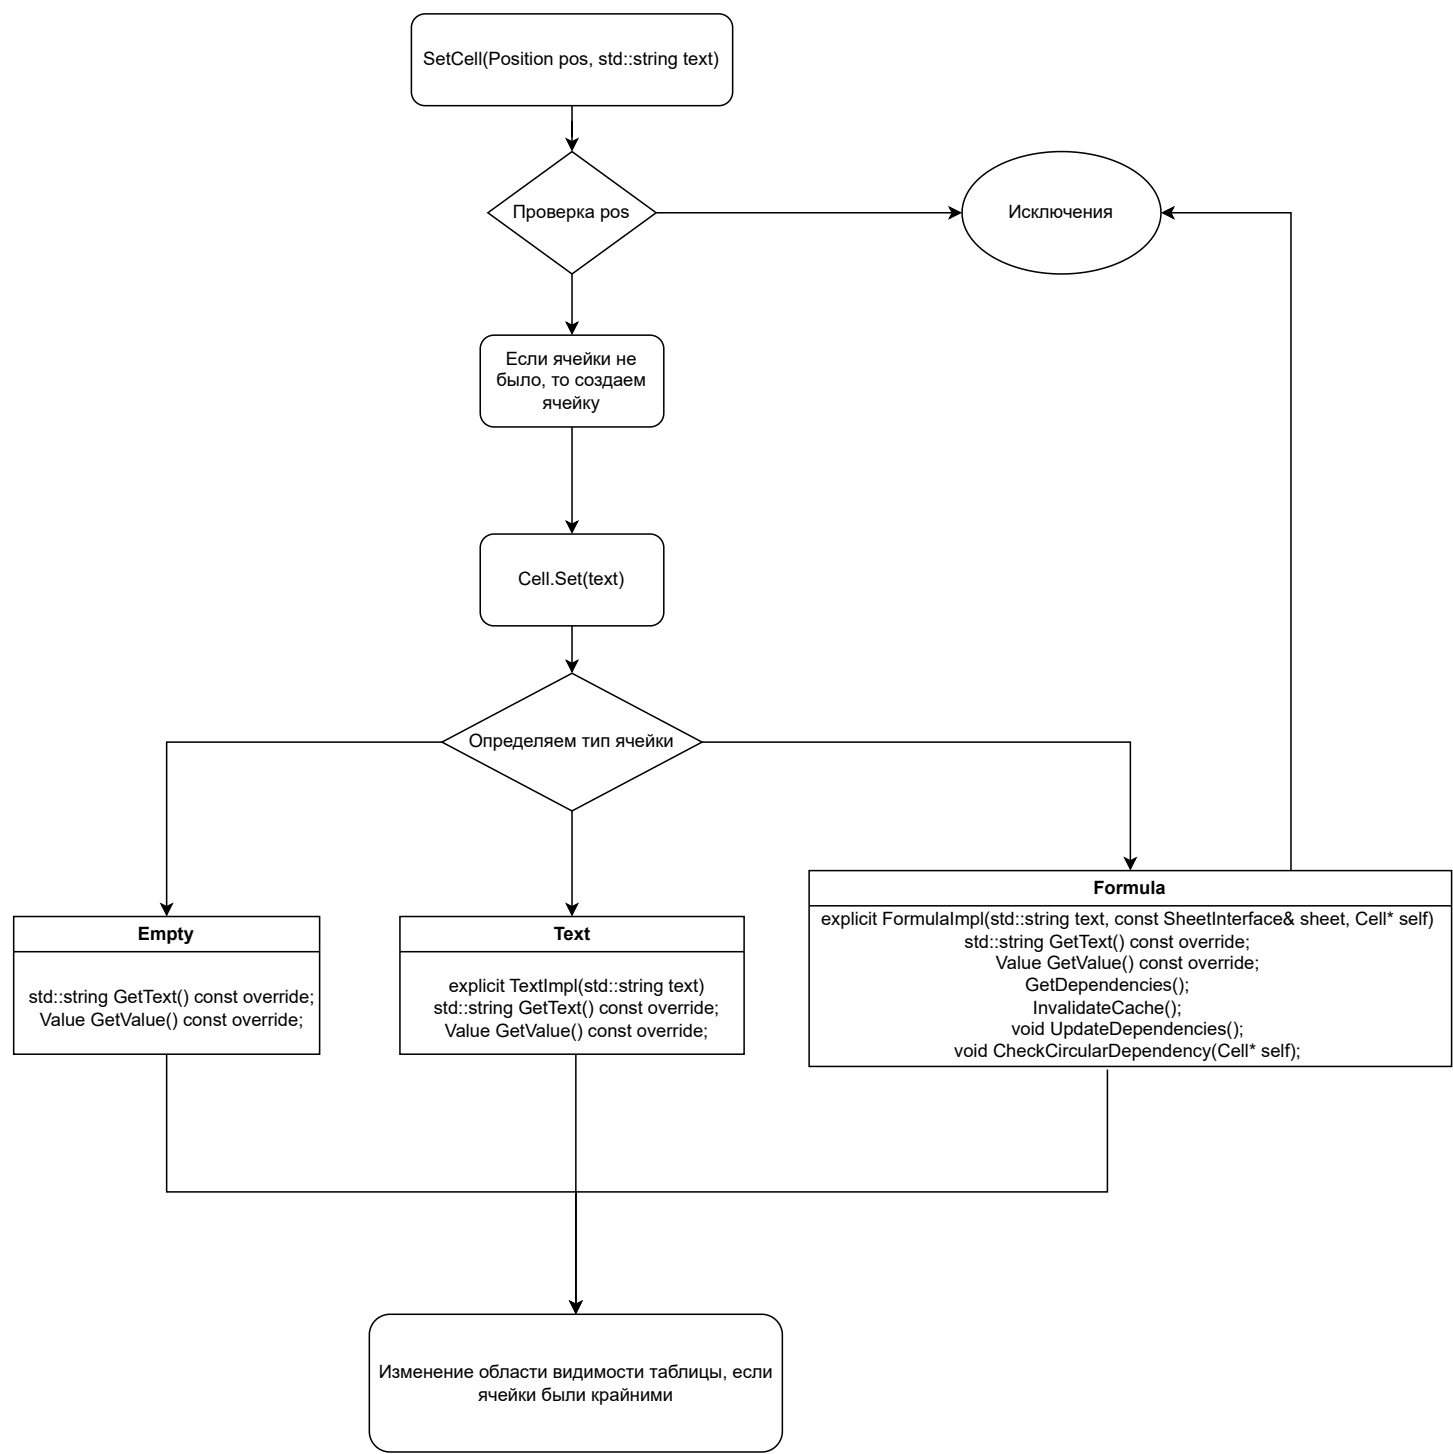 SetCell(Position pos, std::string text)
Проверка pos
Исключения
Если ячейки не
было, то создаем
ячейку
Cell.Set(text)
Определяем тип ячейки
Empty
std::string GetText() const override;
Value GetValue() const override;
Text
explicit TextImpl(std::string text)
std::string GetText() const override;
Value GetValue() const override;
Formula
explicit FormulaImpl(std::string text, const SheetInterface& sheet, Cell* self)
std::string GetText() const override;
Value GetValue() const override;
GetDependencies();
InvalidateCache();
void UpdateDependencies();
void CheckCircularDependency(Cell* self);
Изменение области видимости таблицы, если
ячейки были крайними